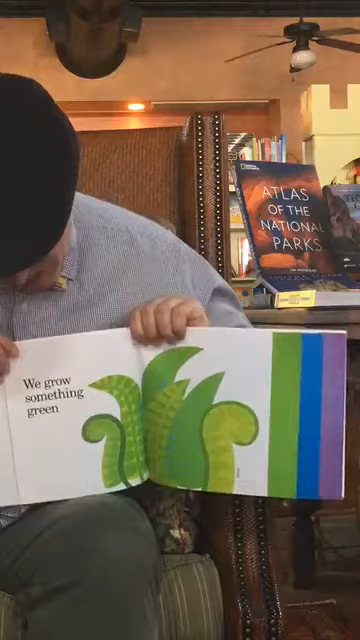 We grow
something
green
ATLAS
OF THE
NATIONAL
PARKS